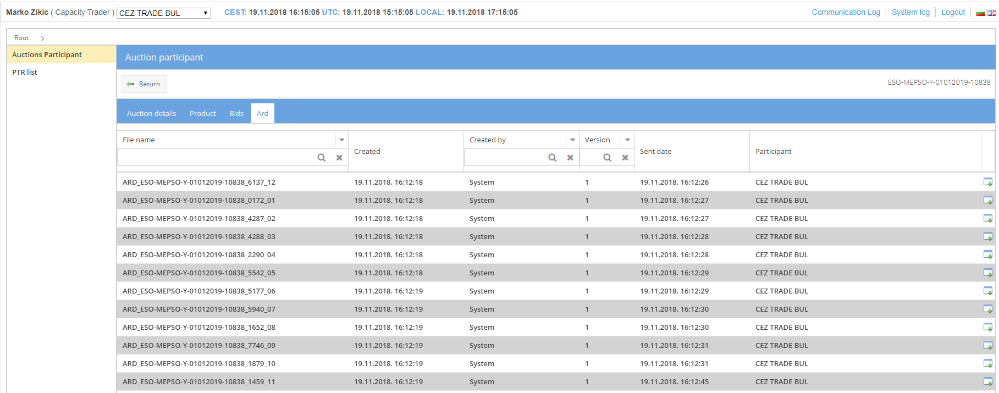 Marko Zikic ( Capacity Trader ) CEZ TRADE BUL CEST: 19.11.2018 16:15:05 UTC: 19.11.2018 15:15:05 LOCAL: 19.11.2018 17:15:05 Communication Log System log Logout
Root
Auctions Participant
PTR list
Auction participant
Return ESO-MEPSO-Y-01012019-10838
Auction details Product Bids Ard
File name Created Created by Version Sent date Participant
ARD_ESO-MEPSO-Y-01012019-10838_6137_12 19.11.2018. 16:12:18 System 1 19.11.2018. 16:12:26 CEZ TRADE BUL
ARD_ESO-MEPSO-Y-01012019-10838_0172_01 19.11.2018. 16:12:18 System 1 19.11.2018. 16:12:27 CEZ TRADE BUL
ARD_ESO-MEPSO-Y-01012019-10838_4287_02 19.11.2018. 16:12:18 System 1 19.11.2018. 16:12:27 CEZ TRADE BUL
ARD_ESO-MEPSO-Y-01012019-10838_4288_03 19.11.2018. 16:12:18 System 1 19.11.2018. 16:12:28 CEZ TRADE BUL
ARD_ESO-MEPSO-Y-01012019-10838_2290_04 19.11.2018. 16:12:18 System 1 19.11.2018. 16:12:28 CEZ TRADE BUL
ARD_ESO-MEPSO-Y-01012019-10838_5542_05 19.11.2018. 16:12:18 System 1 19.11.2018. 16:12:29 CEZ TRADE BUL
ARD_ESO-MEPSO-Y-01012019-10838_5177_06 19.11.2018. 16:12:19 System 1 19.11.2018. 16:12:29 CEZ TRADE BUL
ARD_ESO-MEPSO-Y-01012019-10838_5940_07 19.11.2018. 16:12:19 System 1 19.11.2018. 16:12:30 CEZ TRADE BUL
ARD_ESO-MEPSO-Y-01012019-10838_1652_08 19.11.2018. 16:12:19 System 1 19.11.2018. 16:12:30 CEZ TRADE BUL
ARD_ESO-MEPSO-Y-01012019-10838_7746_09 19.11.2018. 16:12:19 System 1 19.11.2018. 16:12:31 CEZ TRADE BUL
ARD_ESO-MEPSO-Y-01012019-10838_1879_10 19.11.2018. 16:12:19 System 1 19.11.2018. 16:12:31 CEZ TRADE BUL
ARD_ESO-MEPSO-Y-01012019-10838_1459_11 19.11.2018. 16:12:19 System 1 19.11.2018. 16:12:45 CEZ TRADE BUL